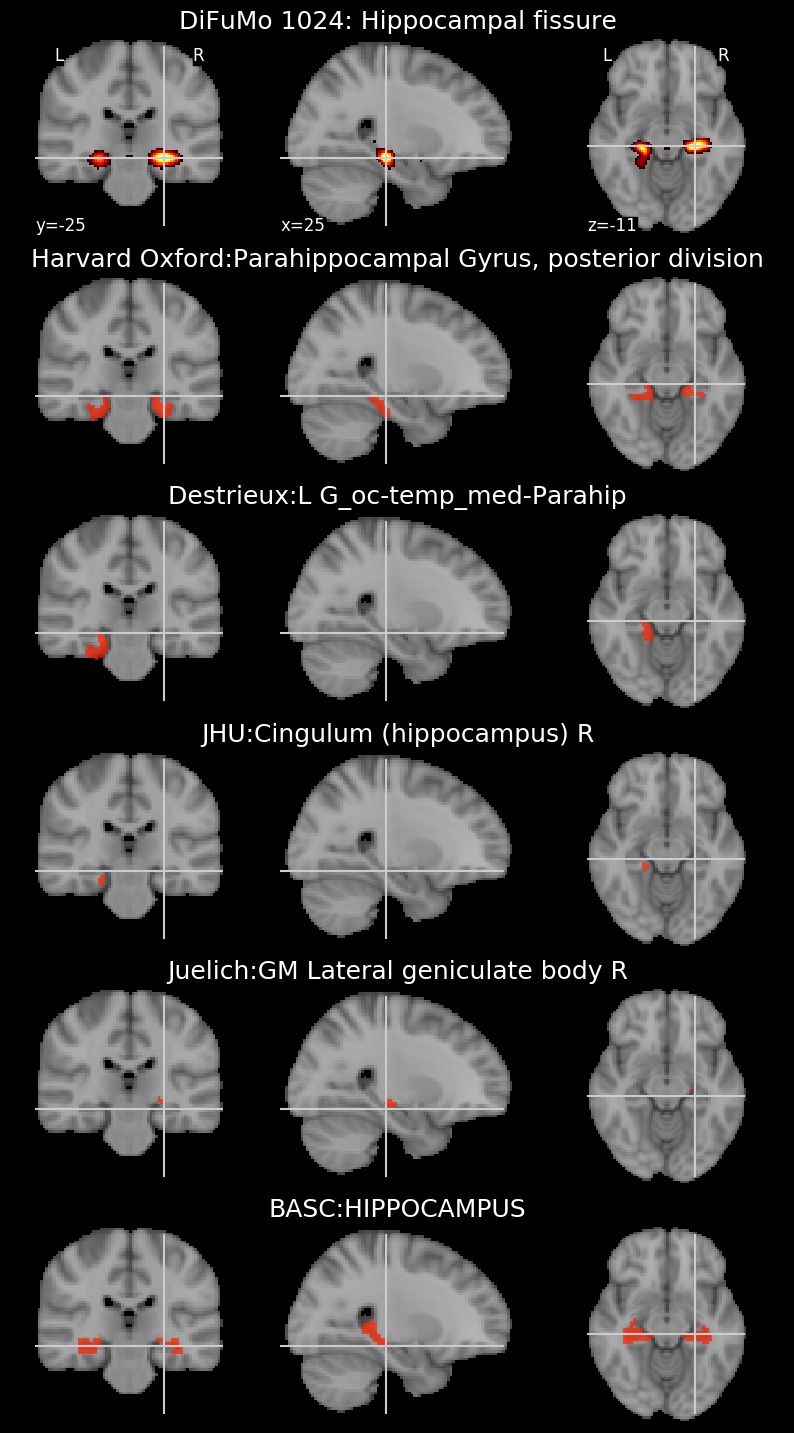 DiFuMo 1024: Hippocampal fissure
L R L R
y=-25 x=25 z=-11
Harvard Oxford:Parahippocampal Gyrus, posterior division
Destrieux:L G_oc-temp_med-Parahip
JHU:Cingulum (hippocampus) R
Juelich:GM Lateral geniculate body R
BASC:HIPPOCAMPUS